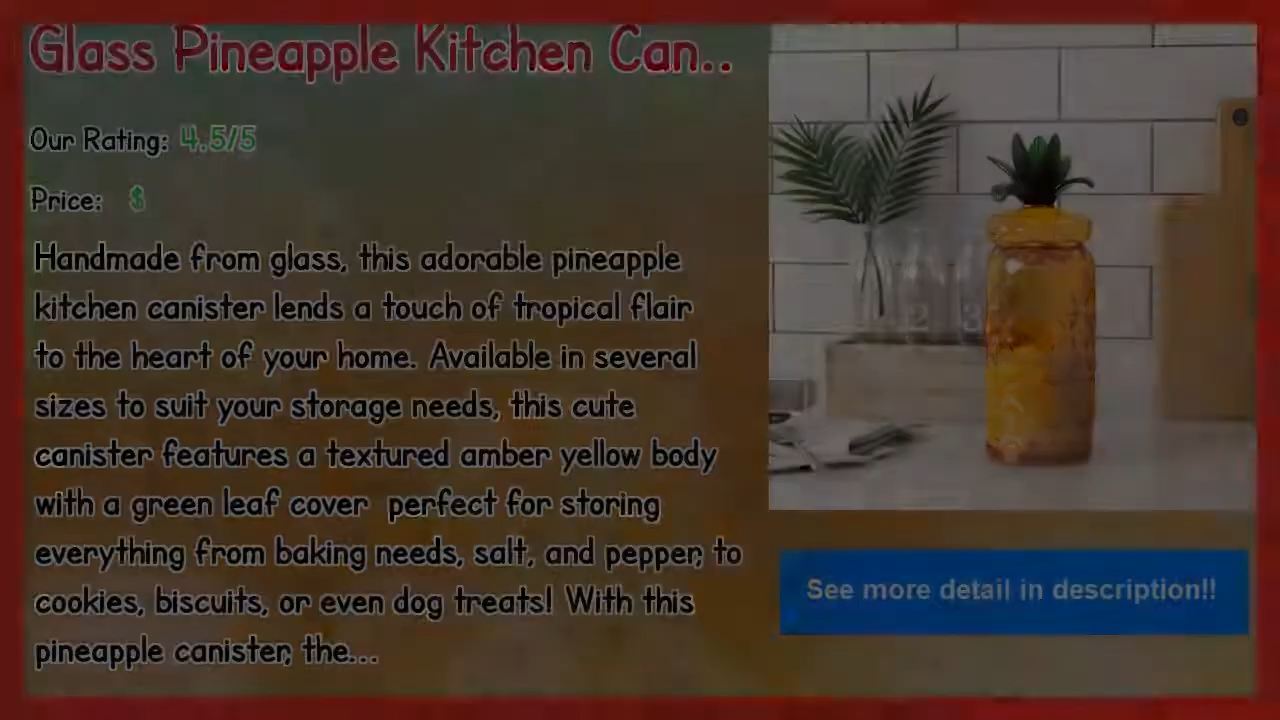 Glass Pineapple Kitchen Can..
Our Rating: 4.5/5
Price: $
Handmade from glass, this adorable pineapple
kitchen canister lends a touch of tropical flair
to the heart of your home. Available in several
sizes to suit your storage needs, this cute
canister features a textured amber yellow body
with a green leaf cover  perfect for storing
everything from baking needs, salt, and pepper, to
cookies, biscuits, or even dog treats! With this
pineapple canister, the...
2 3
See more detail in description!!